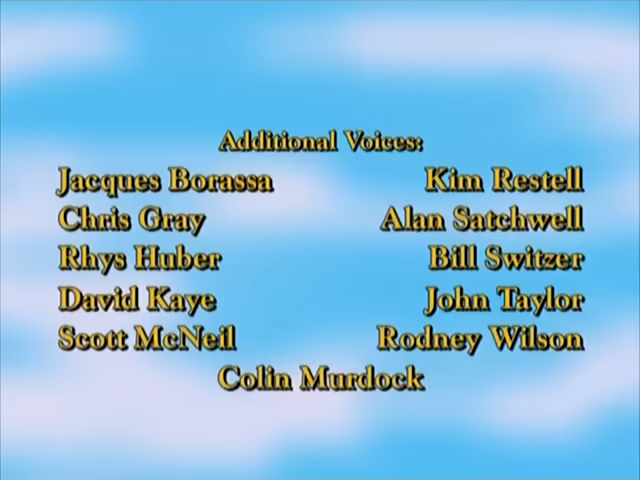 Additional Voices:
Jacques Borassa Kim Restell
Chris Gray Alan Satchwell
Rhys Huber Bill Switzer
David Kaye John Taylor
Scott McNeil Rodney Wilson
Colin Murdock